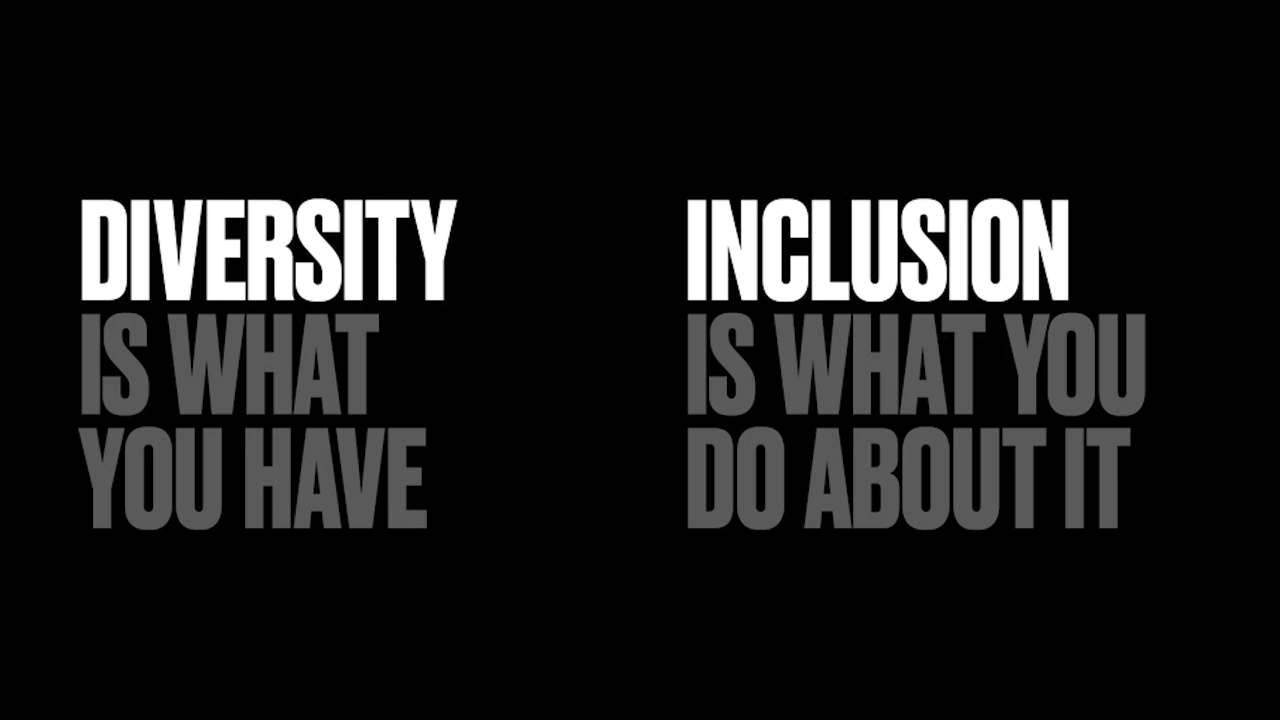 DIVERSITY
IS WHAT
YOU HAVE
INCLUSION
IS WHAT YOU
DO ABOUT IT